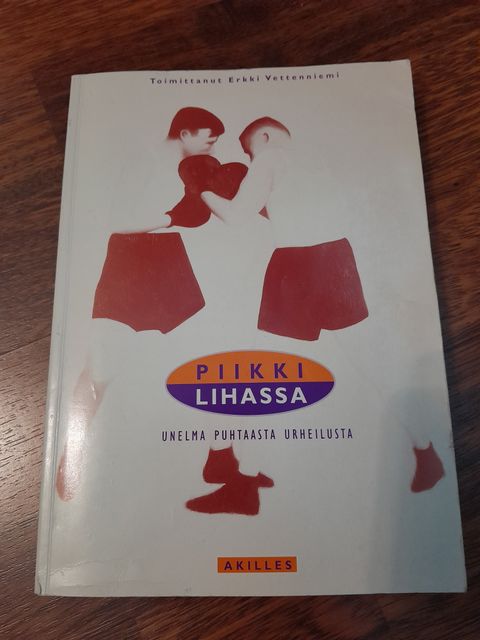 Toimittanut Erkki Vettenniemi
PIIKKI
LIHASSA
UNELMA PUHTAASTA URHEILUSTA
AKILLES